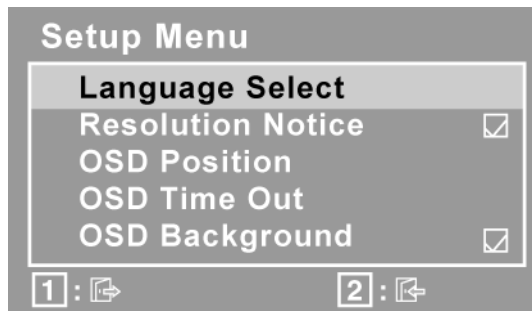 Setup Menu
Language Select
Resolution Notice
OSD Position
OSD Time Out
OSD Background
1 : 2 :